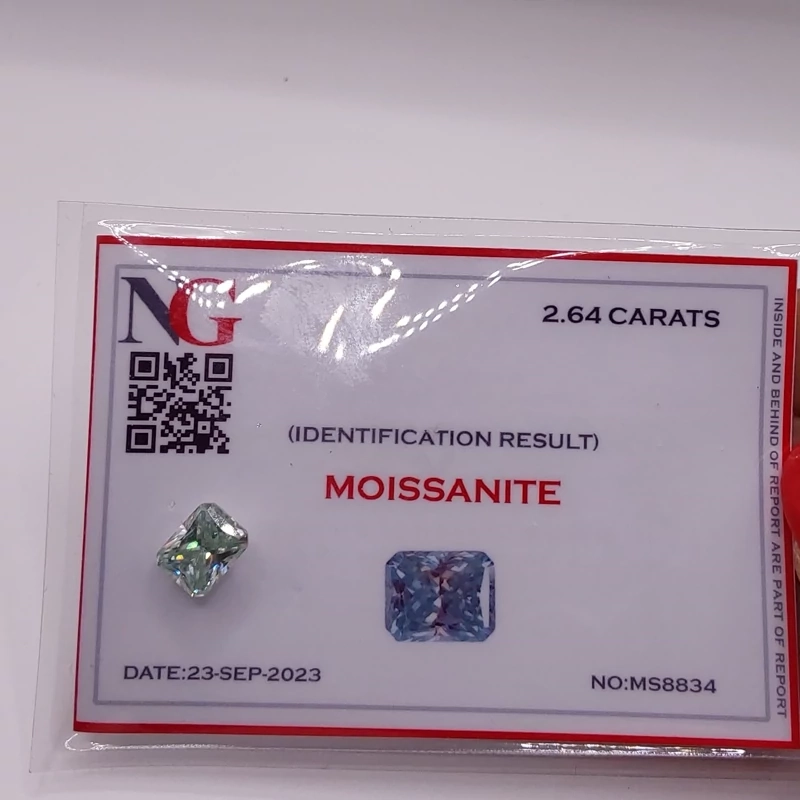 NG
2.64 CARATS
(IDENTIFICATION RESULT)
MOISSANITE
DATE:23-SEP-2023
NO:MS8834
INSIDE AND BEHIND OF REPORT ARE PART OF REPORT